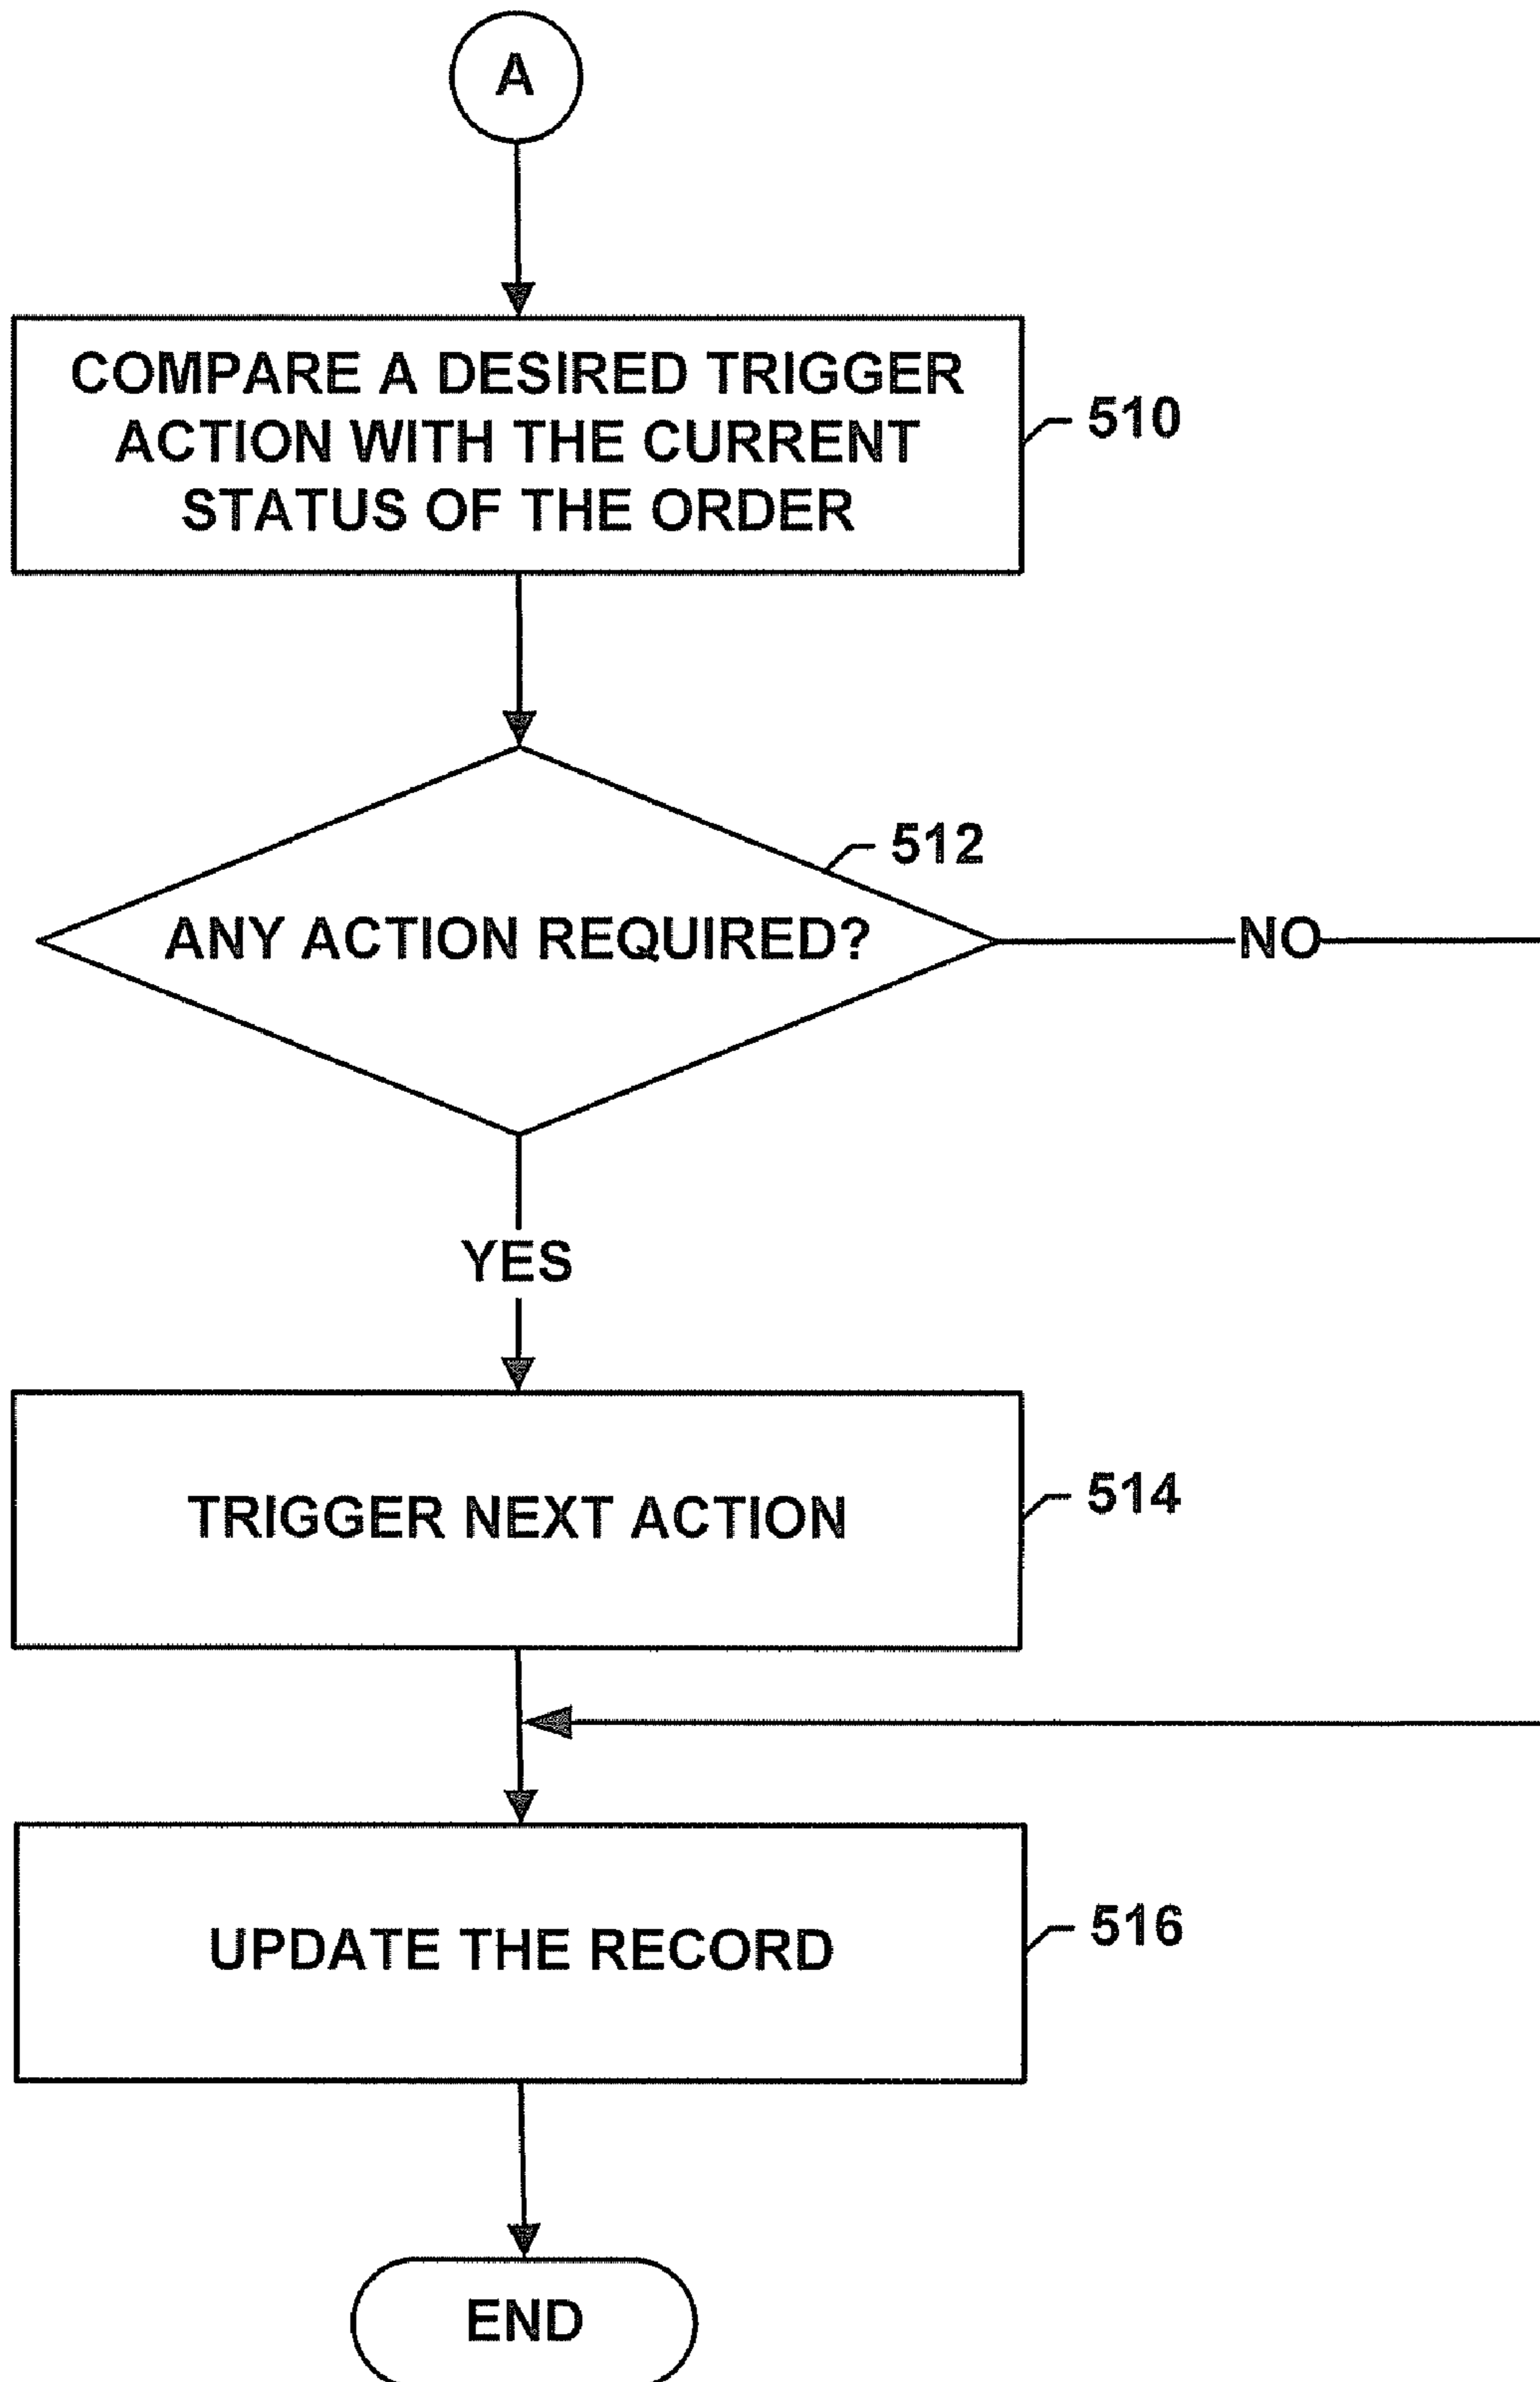 A
COMPARE A DESIRED TRIGGER
ACTION WITH THE CURRENT
STATUS OF THE ORDER
510
512
ANY ACTION REQUIRED?
NO
YES
TRIGGER NEXT ACTION
514
UPDATE THE RECORD
516
END